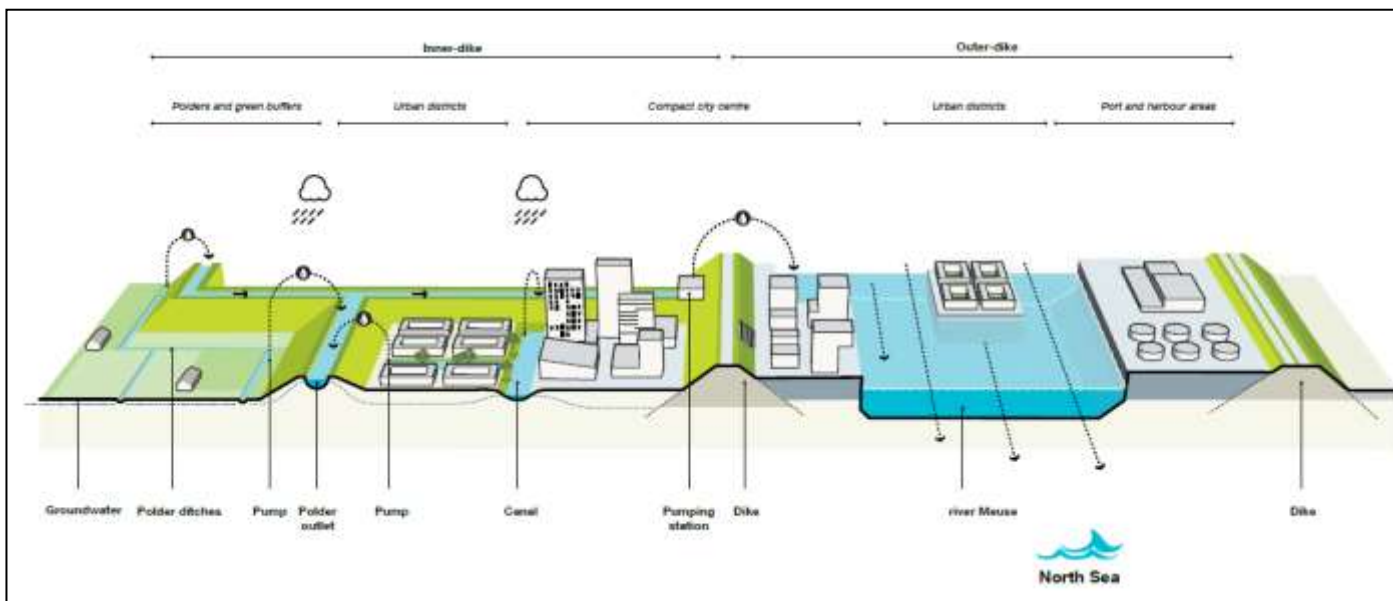 Inner-dike
Outer-dike
Polders and green buffers
Urban districts
Compact city centre
Urban districts
Port and harbour areas
Groundwater
Polder ditches
Pump
Polder
outlet
Pump
Canal
Pumping
station
Dike
river Meuse
Dike
North Sea